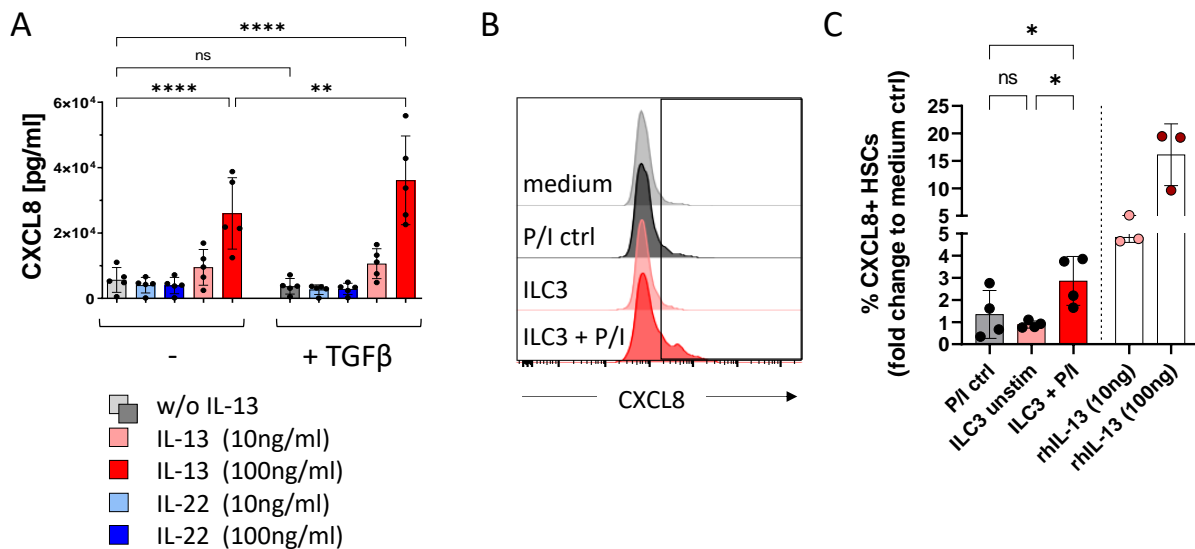 A
****
ns
****
**
CXCL8 [pg/ml]
6×10⁴
4×10⁴
2×10⁴
0
-
+ TGFβ
w/o IL-13
IL-13 (10ng/ml)
IL-13 (100ng/ml)
IL-22 (10ng/ml)
IL-22 (100ng/ml)
B
medium
P/I ctrl
ILC3
ILC3 + P/I
CXCL8
C
*
ns
*
% CXCL8+ HSCs
(fold change to medium ctrl)
25
20
15
10
5
5
4
3
2
1
0
P/I ctrl
ILC3 unstim
ILC3 + P/I
rhIL-13 (10ng)
rhIL-13 (100ng)